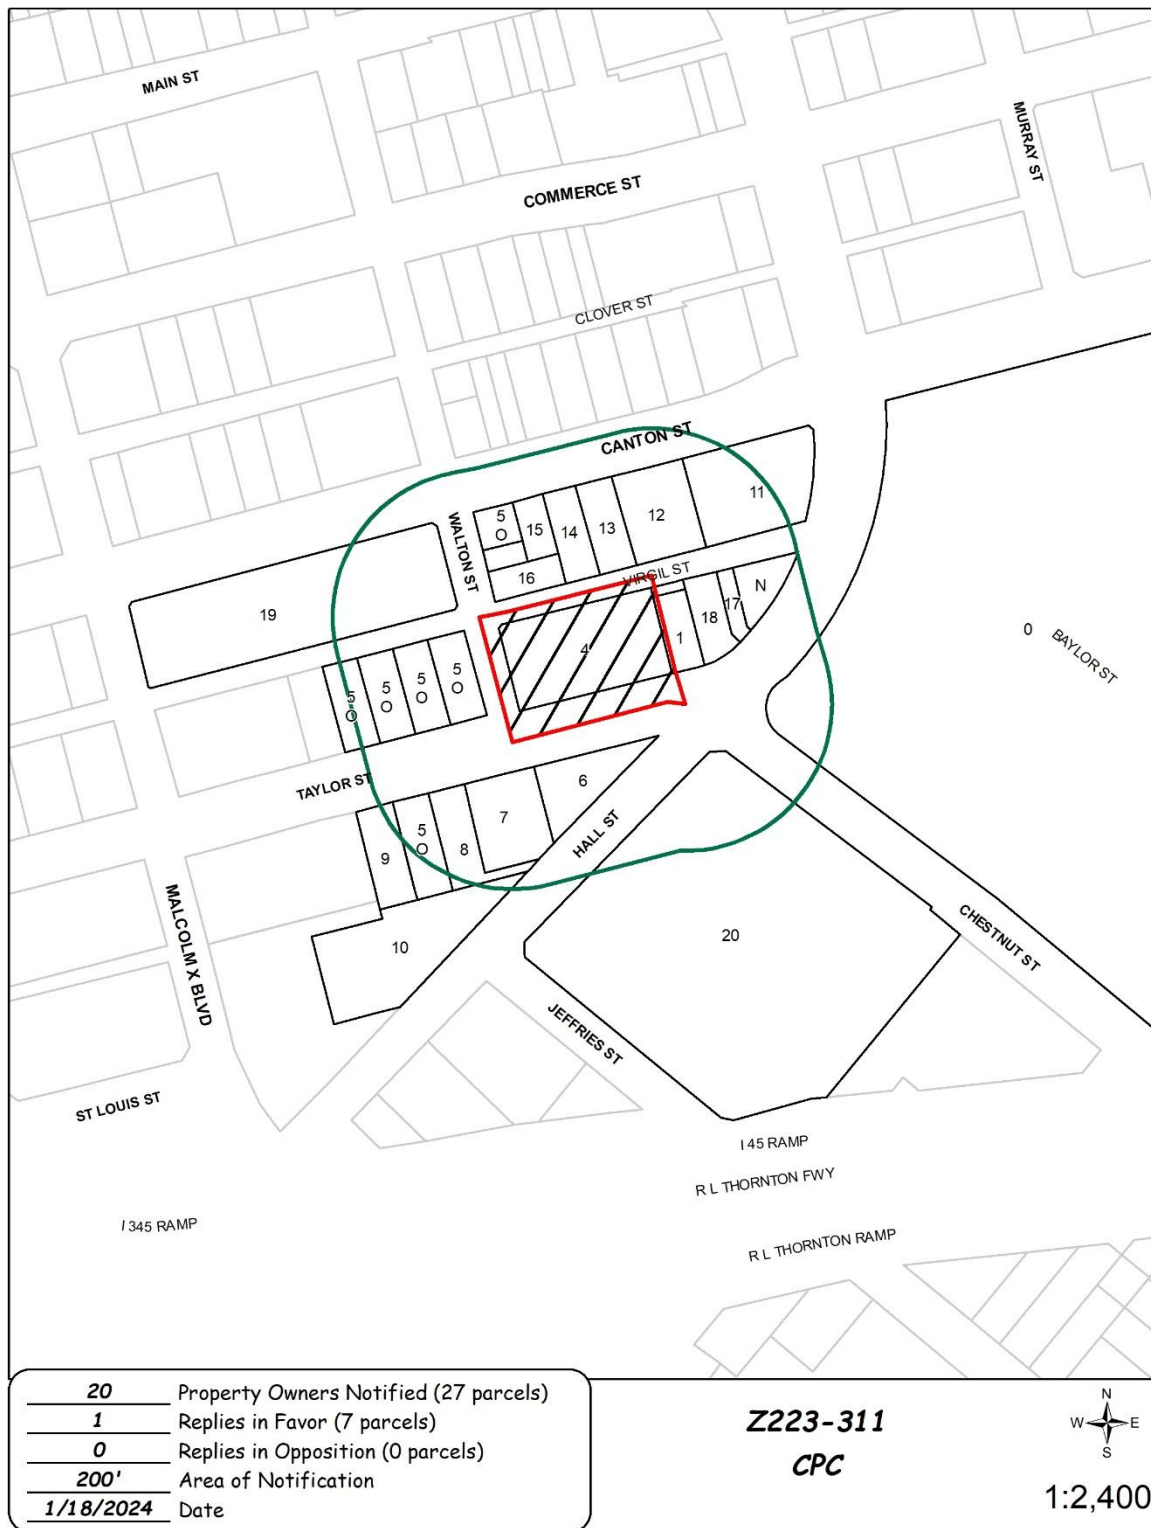 MAIN ST
MURRAY ST
COMMERCE ST
CLOVER ST
CANTON ST
11
WALTON ST
5
O
15
14
13
12
16
VIRGIL ST
19
4
1
18
17
N
0
BAYLOR ST
5
O
5
O
5
O
5
O
TAYLOR ST
6
7
5
O
8
9
HALL ST
10
20
MALCOLM X BLVD
CHESTNUT ST
JEFFRIES ST
ST LOUIS ST
I 45 RAMP
R L THORNTON FWY
I 345 RAMP
R L THORNTON RAMP
20 Property Owners Notified (27 parcels)
1 Replies in Favor (7 parcels)
0 Replies in Opposition (0 parcels)
200' Area of Notification
1/18/2024 Date
Z223-311
CPC
N
W E
S
1:2,400